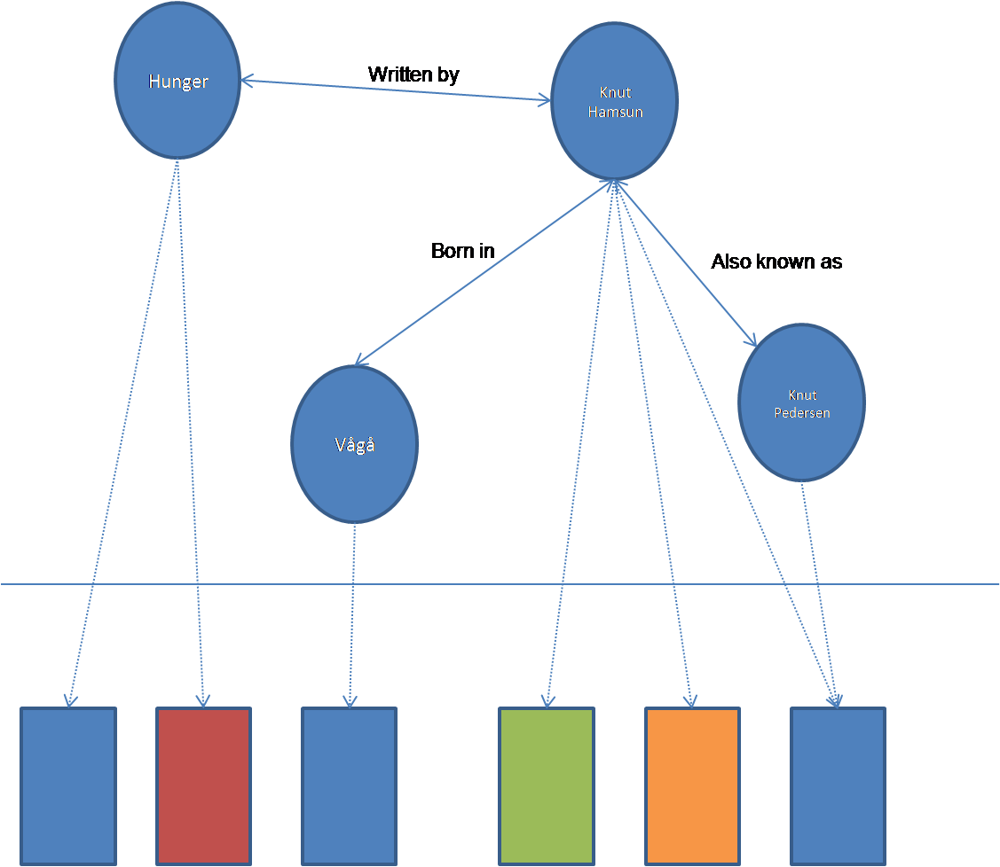 Hunger
Written by
Knut
Hamsun
Born in
Also known as
Vågå
Knut
Pedersen